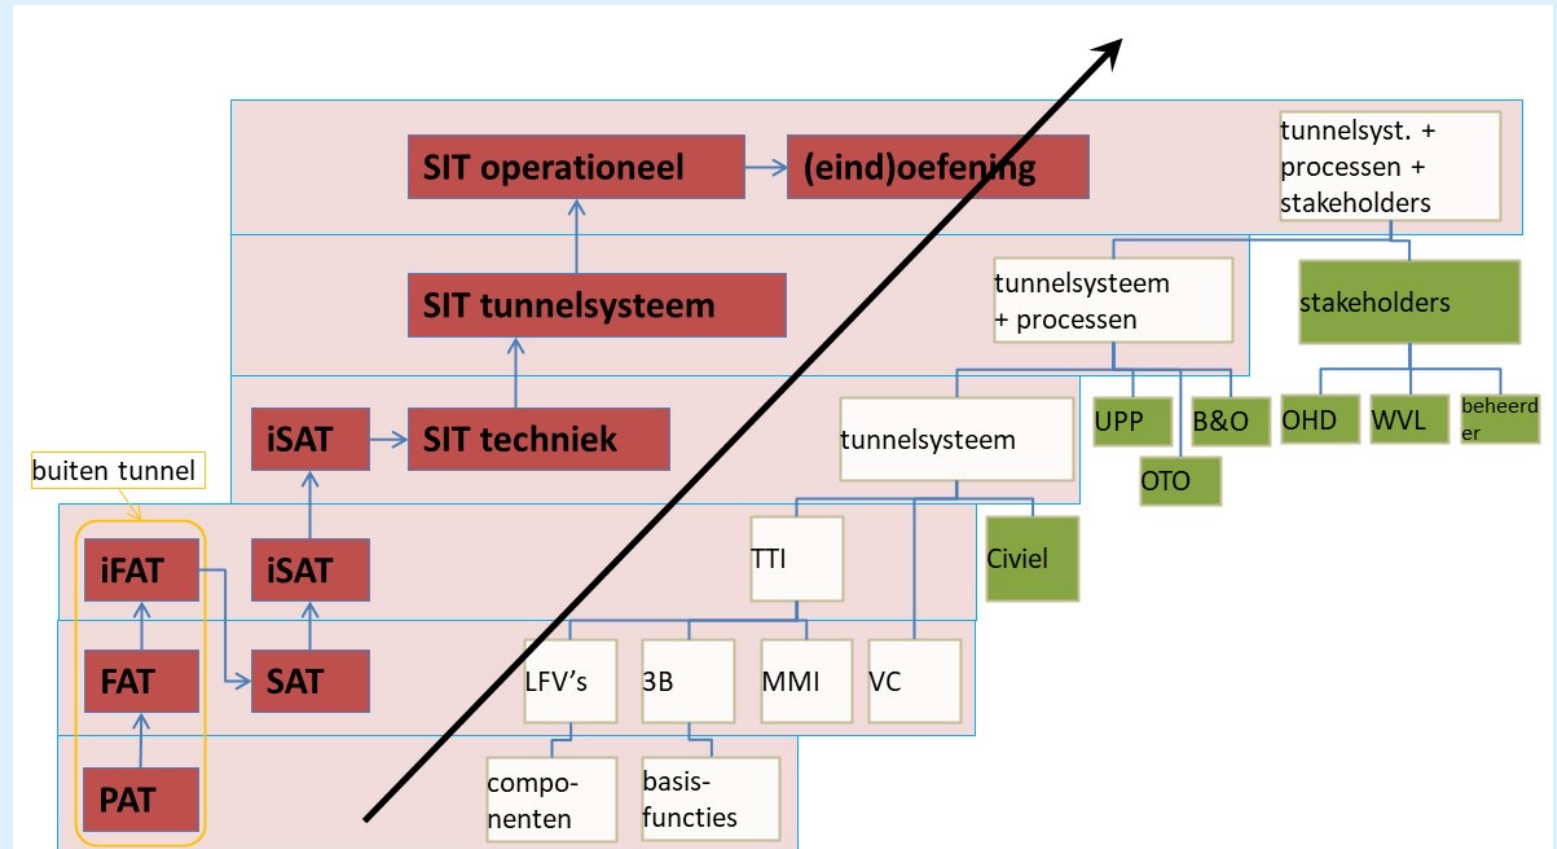 SIT operationeel
(eind)oefening
tunnelsyst. +
processen +
stakeholders
SIT tunnelsysteem
tunnelsysteem
+ processen
stakeholders
iSAT
SIT techniek
tunnelsysteem
UPP
B&O
OHD
WVL
beheerd
er
OTO
buiten tunnel
iFAT
iSAT
TTI
Civiel
FAT
SAT
LFV’s
3B
MMI
VC
PAT
compo-
nenten
basis-
functies